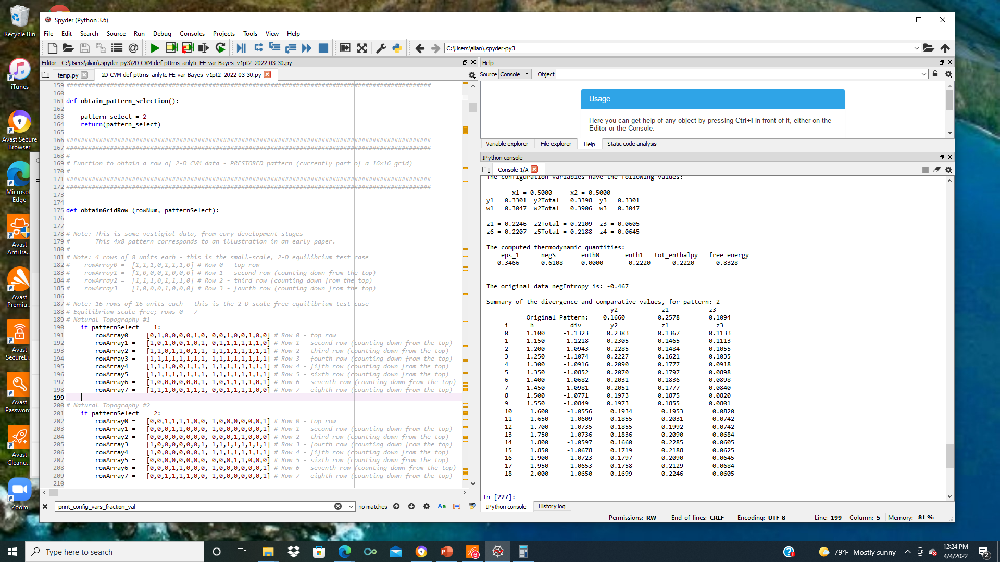 Recycle Bin
iTunes
Avast Secure
Browser
Microso
Edge
Avast
AntiTra...
Avast
Premiu...
Avast
SecureLi...
Avast
Passwor
Avast
Cleanu...
Zoom
Spyder (Python 3.6)
File Edit Search Source Run Debug Consoles Projects Tools View Help
C:\Users\alian\.spyder-py3
Editor - C:\Users\alian\.spyder-py3\2D-CVM-def-pttrns_anlytc-FE-var-Bayes_v1pt2_2022-03-30.py
temp.py 2D-CVM-def-pttrns_anlytc-FE-var-Bayes_v1pt2_2022-03-30.py
159 ####################################################################################################
160
161 def obtain_pattern_selection():
162
163 pattern_select = 2
164 return(pattern_select)
165
166 ####################################################################################################
167 ####################################################################################################
168 #
169 # Function to obtain a row of 2-D CVM data - PRESTORED pattern (currently part of a 16x16 grid)
170 #
171 ####################################################################################################
172 ####################################################################################################
173
174
175 def obtainGridRow (rowNum, patternSelect):
176
177
178 # Note: This is some vestigial data, from eary development stages
179 # This 4x8 pattern corresponds to an illustration in an early paper.
180 #
181 # Note: 4 rows of 8 units each - this is the small-scale, 2-D equilibrium test case
182 # rowArray0 = [1,1,1,0,1,1,1,0] # Row 0 - top row
183 # rowArray1 = [1,0,0,0,1,0,0,0] # Row 1 - second row (counting down from the top)
184 # rowArray2 = [1,1,1,0,1,1,1,0] # Row 2 - third row (counting down from the top)
185 # rowArray3 = [1,0,0,0,1,0,0,0] # Row 3 - fourth row (counting down from the top)
186
187 # Note: 16 rows of 16 units each - this is the 2-D scale-free equilibrium test case
188 # Equilibrium scale-free; rows 0 - 7
189 # Natural Topography #1
190 if patternSelect == 1:
191 rowArray0 = [0,1,0,0,0,0,1,0, 0,0,1,0,0,1,0,0] # Row 0 - top row
192 rowArray1 = [1,0,1,0,0,1,0,1, 0,1,1,1,1,1,1,0] # Row 1 - second row (counting down from the top)
193 rowArray2 = [1,1,0,1,1,0,1,1, 1,1,1,1,1,1,1,1] # Row 2 - third row (counting down from the top)
194 rowArray3 = [1,1,1,1,1,1,1,1, 1,1,1,1,1,1,1,1] # Row 3 - fourth row (counting down from the top)
195 rowArray4 = [1,1,1,0,0,1,1,1, 1,1,1,1,1,1,1,1] # Row 4 - fifth row (counting down from the top)
196 rowArray5 = [1,1,1,1,1,1,1,1, 1,1,1,1,1,1,1,1] # Row 5 - sixth row (counting down from the top)
197 rowArray6 = [1,0,0,0,0,0,0,1, 1,0,1,1,1,1,0,1] # Row 6 - seventh row (counting down from the top)
198 rowArray7 = [1,1,1,0,0,1,1,1, 0,0,1,1,1,1,0,0] # Row 7 - eighth row (counting down from the top)
199
200 # Natural Topography #2
201 if patternSelect == 2:
202 rowArray0 = [0,0,1,1,1,1,0,0, 1,0,0,0,0,0,0,1] # Row 0 - top row
203 rowArray1 = [0,0,0,1,1,0,0,0, 1,0,0,0,0,0,0,1] # Row 1 - second row (counting down from the top)
204 rowArray2 = [0,0,0,0,0,0,0,0, 0,0,0,1,1,0,0,0] # Row 2 - third row (counting down from the top)
205 rowArray3 = [1,0,0,0,0,0,0,1, 1,1,1,1,1,1,1,1] # Row 3 - fourth row (counting down from the top)
206 rowArray4 = [1,0,0,0,0,0,0,1, 1,1,1,1,1,1,1,1] # Row 4 - fifth row (counting down from the top)
207 rowArray5 = [0,0,0,0,0,0,0,0, 0,0,0,1,1,0,0,0] # Row 5 - sixth row (counting down from the top)
208 rowArray6 = [0,0,0,1,1,0,0,0, 1,0,0,0,0,0,0,1] # Row 6 - seventh row (counting down from the top)
209 rowArray7 = [0,0,1,1,1,1,0,0, 1,0,0,0,0,0,0,1] # Row 7 - eighth row (counting down from the top)
210
print_config_vars_fraction_val no matches Aa
Help
Source Console Object
Usage
Here you can get help of any object by pressing Ctrl+I in front of it, either on the
Editor or the Console.
Variable explorer File explorer Help Static code analysis
IPython console
Console 1/A
The configuration variables have the following values:
x1 = 0.5000 x2 = 0.5000
y1 = 0.3301 y2Total = 0.3398 y3 = 0.3301
w1 = 0.3047 w2Total = 0.3906 w3 = 0.3047
z1 = 0.2246 z2Total = 0.2109 z3 = 0.0605
z6 = 0.2207 z5Total = 0.2188 z4 = 0.0645
The computed thermodynamic quantities:
eps_1 negS enth0 enth1 tot_enthalpy free energy
0.3466 -0.6108 0.0000 -0.2220 -0.2220 -0.8328
The original data negEntropy is: -0.467
Summary of the divergence and comparative values, for pattern: 2
y2 z1 z3
Original Pattern: 0.1660 0.2578 0.1094
i h div y2 z1 z3
0 1.100 -1.1323 0.2383 0.1367 0.1133
1 1.150 -1.1218 0.2305 0.1465 0.1113
2 1.200 -1.0943 0.2285 0.1484 0.1055
3 1.250 -1.1074 0.2227 0.1621 0.1035
4 1.300 -1.0916 0.2090 0.1777 0.0918
5 1.350 -1.0852 0.2070 0.1797 0.0898
6 1.400 -1.0682 0.2031 0.1836 0.0898
7 1.450 -1.0981 0.2051 0.1777 0.0840
8 1.500 -1.0771 0.1973 0.1875 0.0820
9 1.550 -1.0849 0.1973 0.1855 0.0801
10 1.600 -1.0556 0.1934 0.1953 0.0820
11 1.650 -1.0609 0.1855 0.2031 0.0742
12 1.700 -1.0735 0.1855 0.1992 0.0742
13 1.750 -1.0736 0.1836 0.2090 0.0684
14 1.800 -1.0597 0.1660 0.2285 0.0605
15 1.850 -1.0678 0.1719 0.2188 0.0625
16 1.900 -1.0723 0.1797 0.2090 0.0645
17 1.950 -1.0653 0.1758 0.2129 0.0684
18 2.000 -1.0650 0.1699 0.2246 0.0605
In [227]:
IPython console History log
Permissions: RW End-of-lines: CRLF Encoding: UTF-8 Line: 199 Column: 5 Memory: 81 %
Type here to search
6
79°F Mostly sunny
12:24 PM
4/4/2022
2